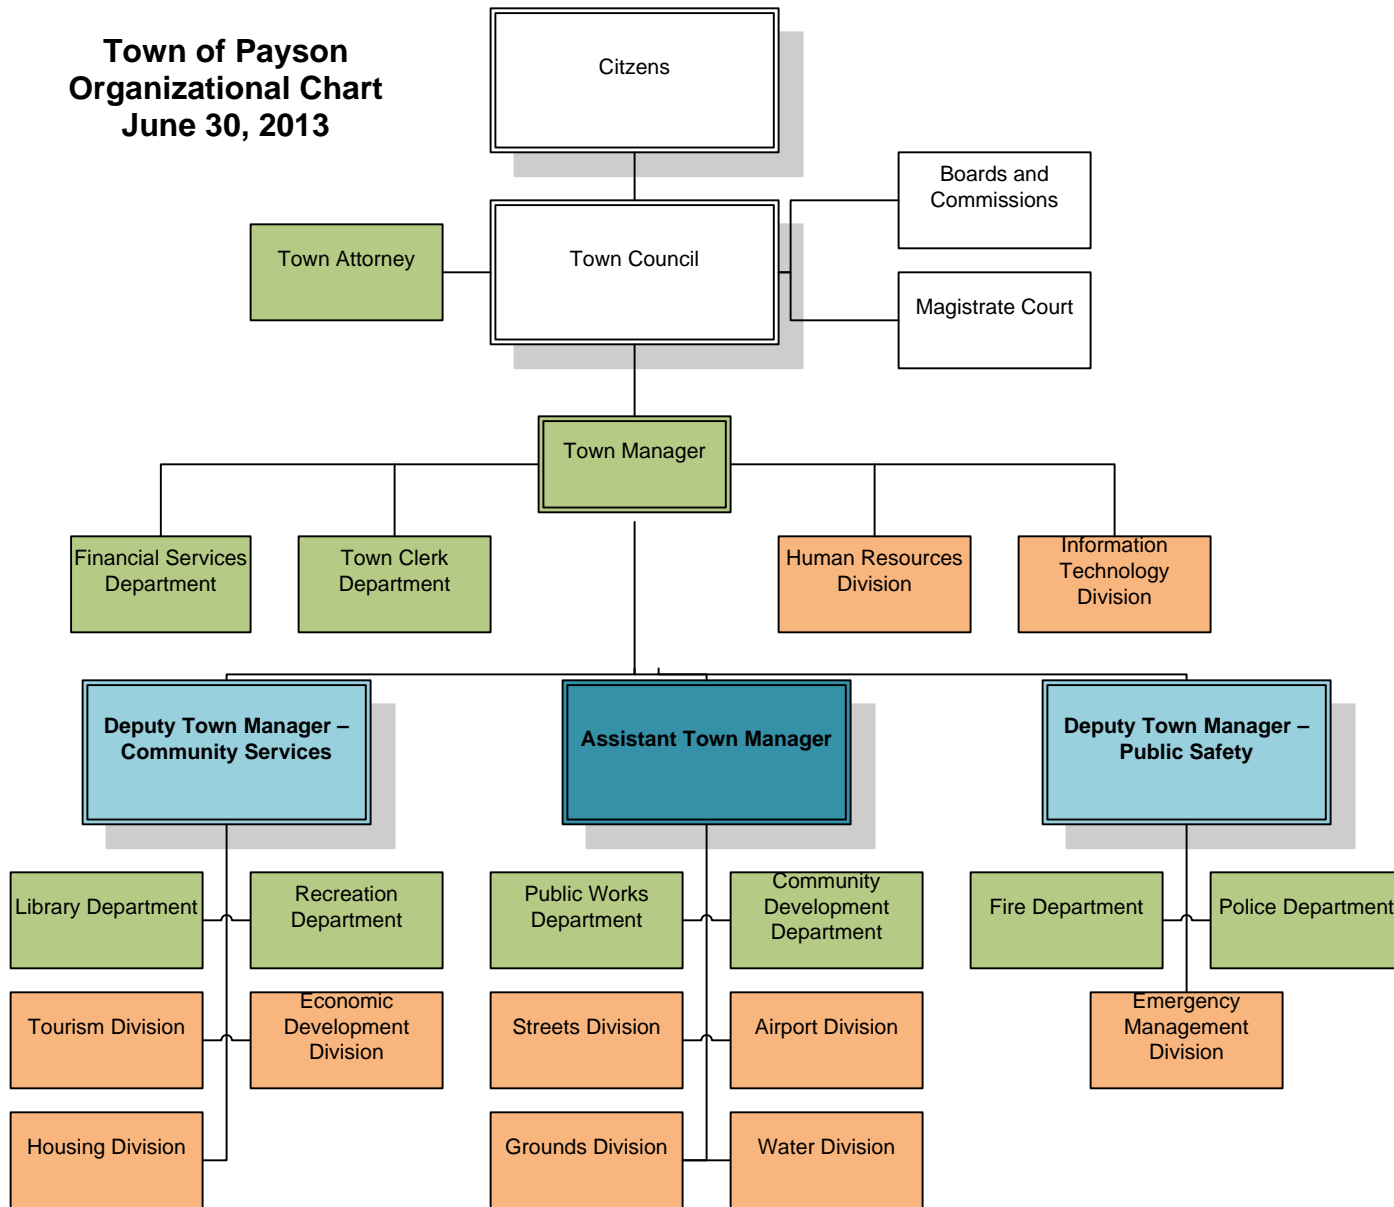 Town of Payson
Organizational Chart
June 30, 2013
Citzens
Boards and
Commissions
Town Attorney
Town Council
Magistrate Court
Town Manager
Financial Services
Department
Town Clerk
Department
Human Resources
Division
Information
Technology
Division
Deputy Town Manager –
Community Services
Assistant Town Manager
Deputy Town Manager –
Public Safety
Library Department
Recreation
Department
Public Works
Department
Community
Development
Department
Fire Department
Police Department
Tourism Division
Economic
Development
Division
Streets Division
Airport Division
Emergency
Management
Division
Housing Division
Grounds Division
Water Division